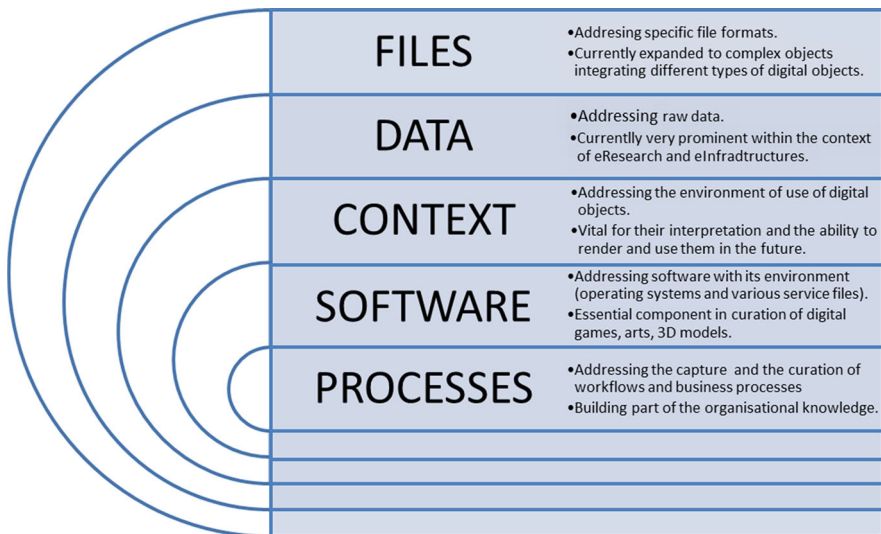 FILES
•Addresing specific file formats.
•Currently expanded to complex objects
integrating different types of digital objects.
DATA
•Addressing raw data.
•Currentlly very prominent within the context
of eResearch and eInfradtructures.
CONTEXT
•Addressing the environment of use of digital
objects.
•Vital for their interpretation and the ability to
render and use them in the future.
SOFTWARE
•Addressing software with its environment
(operating systems and various service files).
•Essential component in curation of digital
games, arts, 3D models.
PROCESSES
•Addressing the capture and the curation of
workflows and business processes
•Building part of the organisational knowledge.